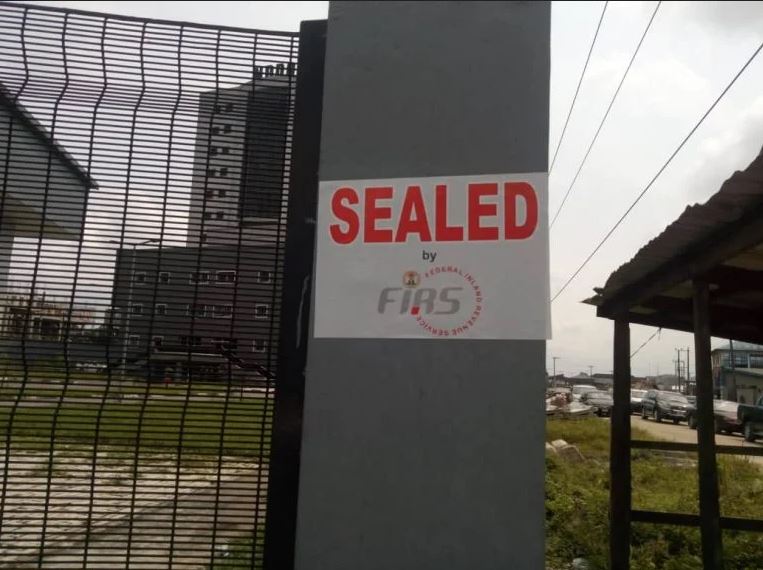 SEALED
by
FIRS
FEDERAL INLAND REVENUE SERVICE